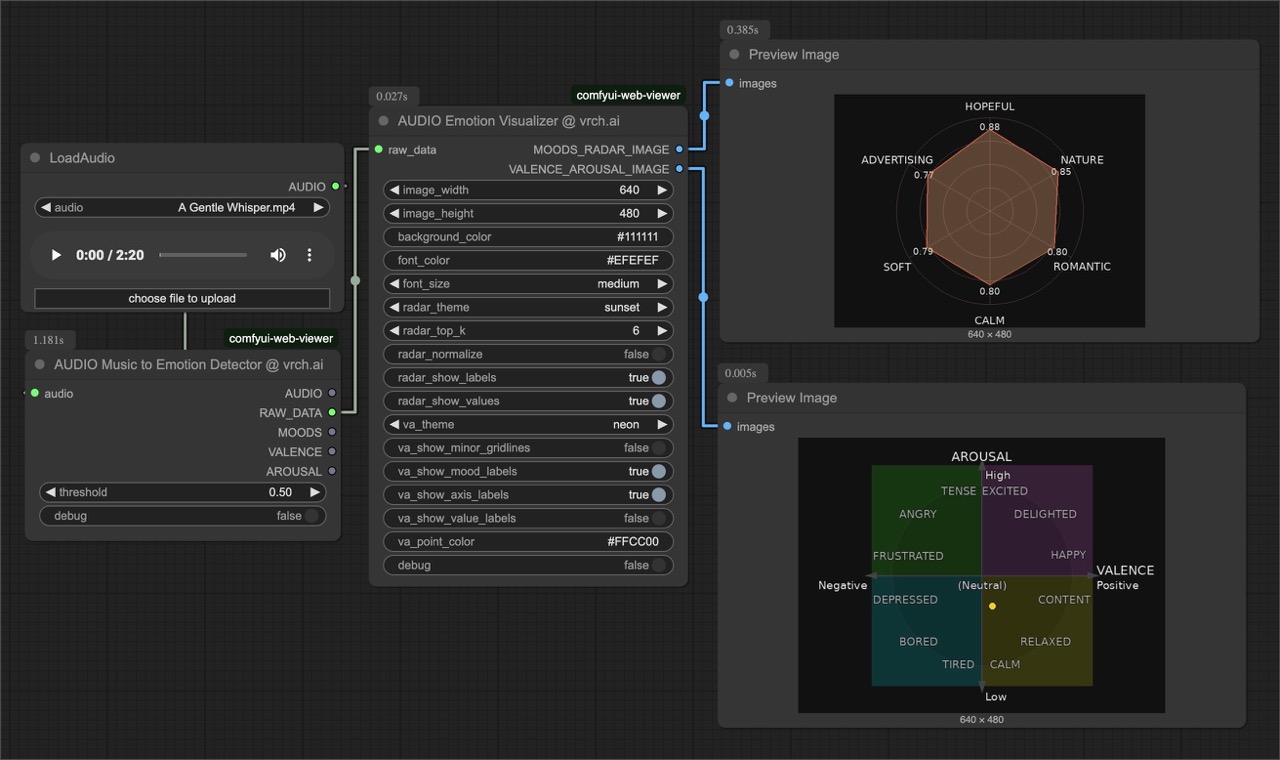 LoadAudio
AUDIO
audio A Gentle Whisper.mp4
0:00 / 2:20
choose file to upload
1.181s
comfyui-web-viewer
AUDIO Music to Emotion Detector @ vrch.ai
audio AUDIO
RAW_DATA
MOODS
VALENCE
AROUSAL
threshold 0.50
debug false
0.027s
comfyui-web-viewer
AUDIO Emotion Visualizer @ vrch.ai
raw_data MOODS_RADAR_IMAGE
VALENCE_AROUSAL_IMAGE
image_width 640
image_height 480
background_color #111111
font_color #EFEFEF
font_size medium
radar_theme sunset
radar_top_k 6
radar_normalize false
radar_show_labels true
radar_show_values true
va_theme neon
va_show_minor_gridlines false
va_show_mood_labels true
va_show_axis_labels true
va_show_value_labels false
va_point_color #FFCC00
debug false
0.385s
Preview Image
images
HOPEFUL
0.88
ADVERTISING NATURE
0.77 0.85
0.79 0.80
SOFT ROMANTIC
0.80
CALM
640 × 480
0.005s
Preview Image
images
AROUSAL
High
TENSE EXCITED
ANGRY DELIGHTED
FRUSTRATED HAPPY
VALENCE
Negative (Neutral) Positive
DEPRESSED CONTENT
BORED RELAXED
TIRED CALM
Low
640 × 480